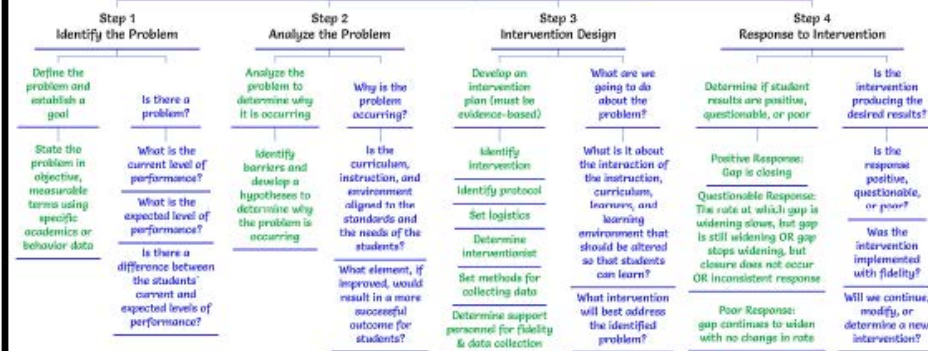 Step 1
Identify the Problem
Define the
problem and
establish a
goal
State the
problem in
objective,
measurable
terms using
specific
academics or
behavior data
Is there a
problem?
What is the
current level of
performance?
What is the
expected level of
performance?
Is there a
difference between
the students'
current and
expected levels of
performance?
Step 2
Analyze the Problem
Analyze the
problem to
determine why
it is occurring
Identify
barriers and
develop a
hypotheses to
determine why
the problem is
occurring
Why is the
problem
occurring?
Is the
curriculum,
instruction, and
environment
aligned to the
standards and
the needs of the
students?
What element, if
improved, would
result in a more
successful
outcome for
students?
Step 3
Intervention Design
Develop an
intervention
plan (must be
evidence-based)
Identify
intervention
Identify protocol
Set logistics
Determine
interventionist
Set methods for
collecting data
Determine support
personnel for fidelity
& data collection
What are we
going to do
about the
problem?
What is it about
the interaction of
the instruction,
curriculum,
learners, and
learning
environment that
should be altered
so that students
can learn?
What intervention
will best address
the identified
problem?
Step 4
Response to Intervention
Determine if student
results are positive,
questionable, or poor
Positive Response:
Gap is closing
Questionable Response:
The rate at which gap is
widening slows, but gap
is still widening OR gap
stops widening, but
closure does not occur
OR inconsistent response
Poor Response:
gap continues to widen
with no change in rate
Is the
intervention
producing the
desired results?
Is the
response
positive,
questionable,
or poor?
Was the
intervention
implemented
with fidelity?
Will we continue,
modify, or
determine a new
intervention?